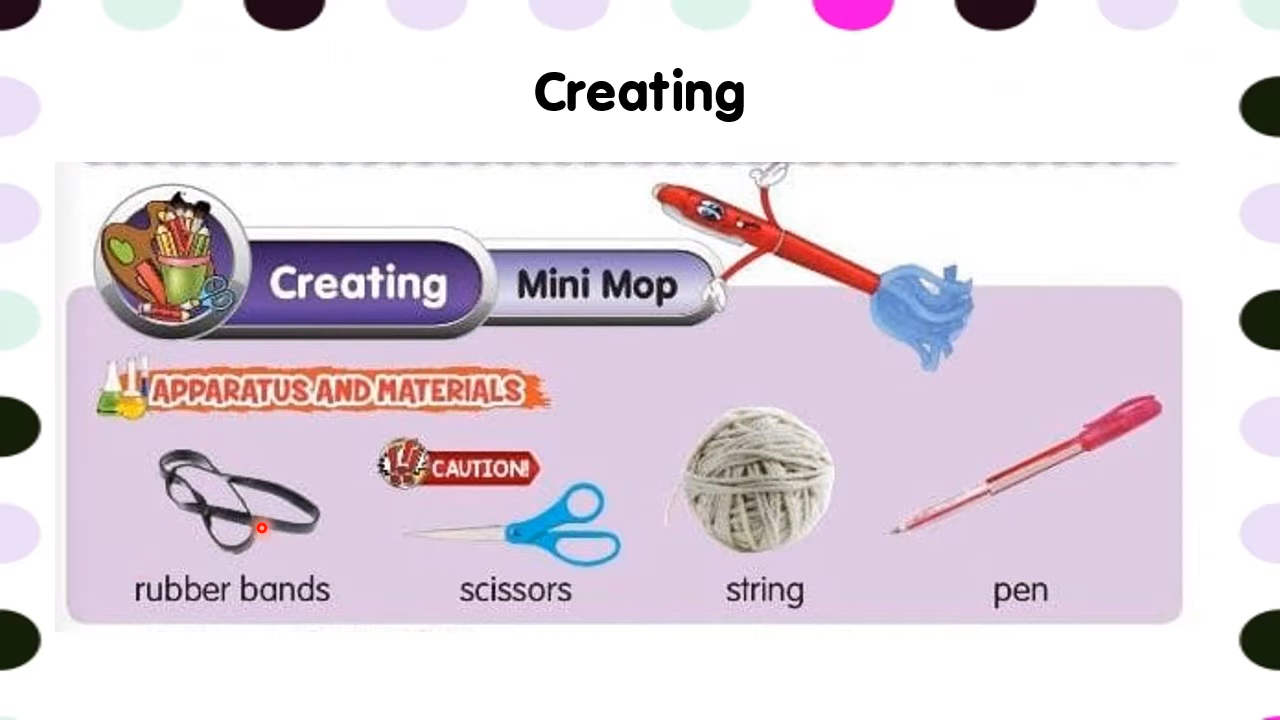 Creating
Creating Mini Mop
APPARATUS AND MATERIALS
CAUTION!
rubber bands scissors string pen